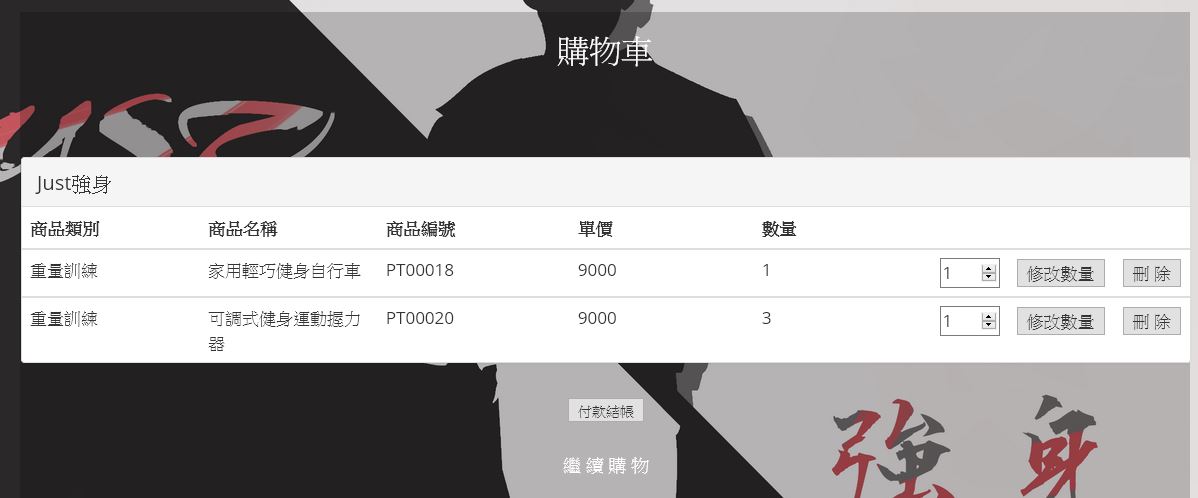 購物車
Just強身
商品類別 商品名稱 商品編號 單價 數量
重量訓練 家用輕巧健身自行車 PT00018 9000 1 1 修改數量 刪 除
重量訓練 可調式健身運動握力 PT00020 9000 3 1 修改數量 刪 除
器
付款結帳
強 身
繼 續 購 物